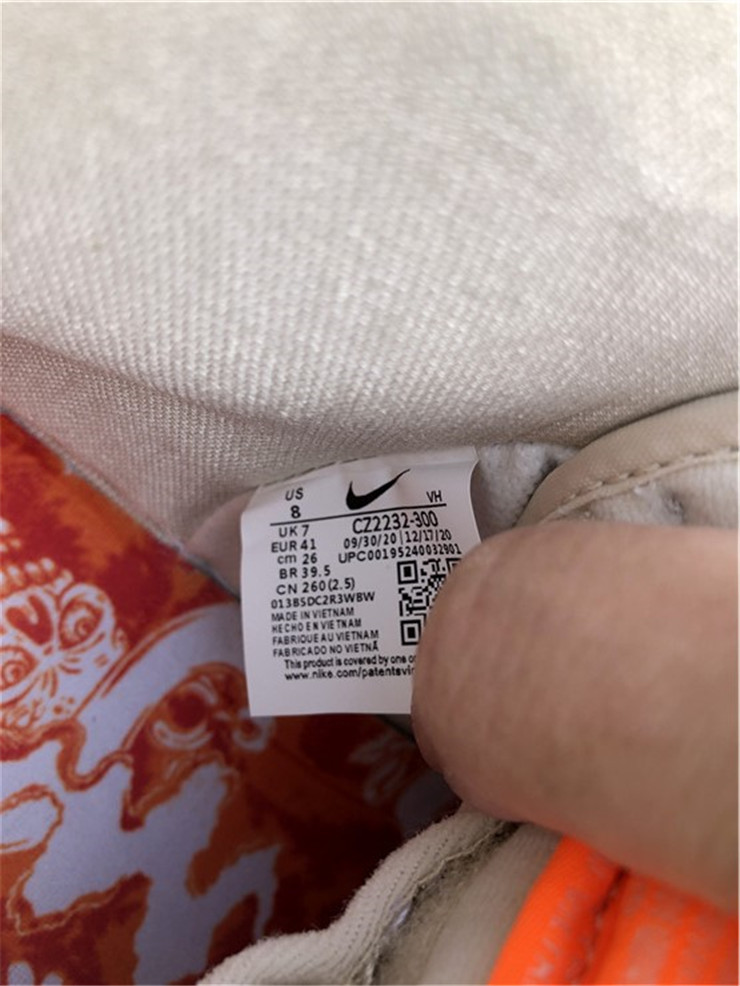 US
8
VH
UK 7
CZ2232-300
EUR 41
09/30/20 | 12/17/20
cm 26
UPC00195240032901
BR 39.5
CN 260 (2.5)
013B5DC2R3WBW
MADE IN VIETNAM
HECHO EN VIETNAM
FABRIQUE AU VIETNAM
FABRICADO NO VIETNÃ
This product is covered by one
www.nike.com/patents